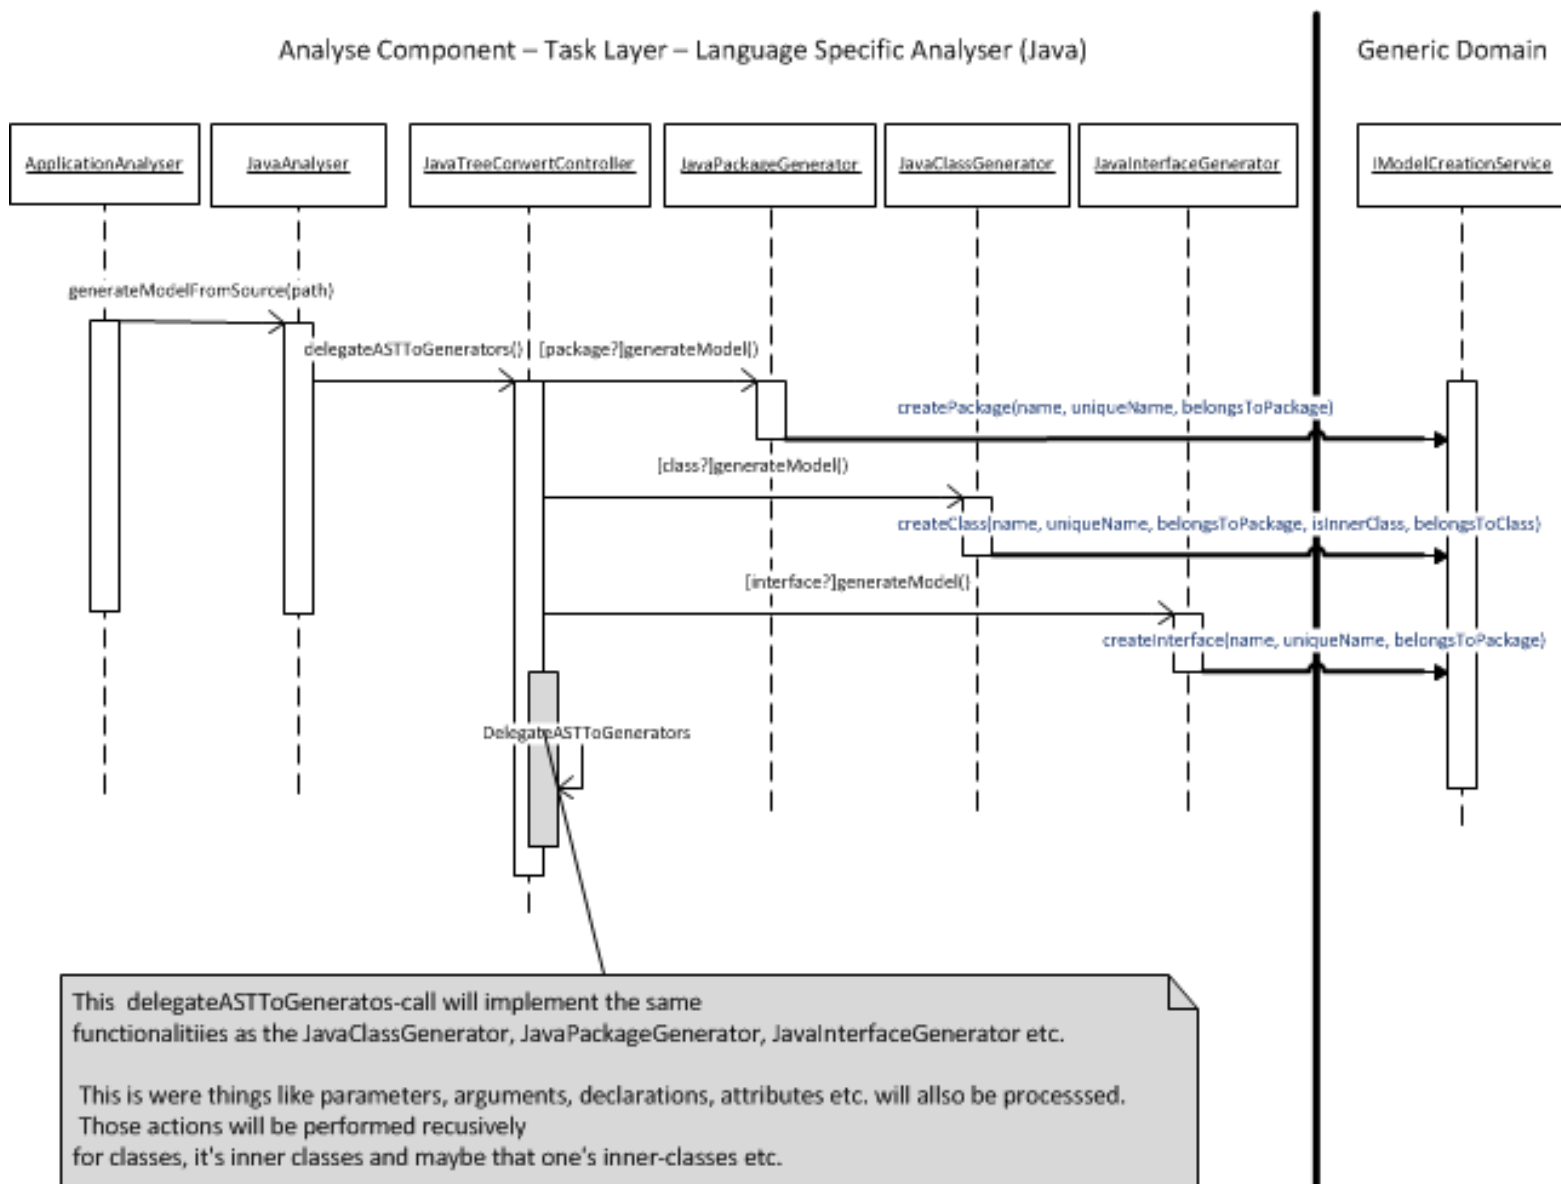 Analyse Component – Task Layer – Language Specific Analyser (Java)
Generic Domain
ApplicationAnalyser
JavaAnalyser
JavaTreeConvertController
JavaPackageGenerator
JavaClassGenerator
JavaInterfaceGenerator
IModelCreationService
generateModelFromSource(path)
delegateASTToGenerators()
[package?]generateModel()
createPackage(name, uniqueName, belongsToPackage)
[class?]generateModel()
createClass(name, uniqueName, belongsToPackage, isInnerClass, belongsToClass)
[interface?]generateModel()
createInterface(name, uniqueName, belongsToPackage)
DelegateASTToGenerators
This delegateASTToGeneratos-call will implement the same
functionalitiies as the JavaClassGenerator, JavaPackageGenerator, JavaInterfaceGenerator etc.
This is were things like parameters, arguments, declarations, attributes etc. will allso be processsed.
Those actions will be performed recusively
for classes, it's inner classes and maybe that one's inner-classes etc.